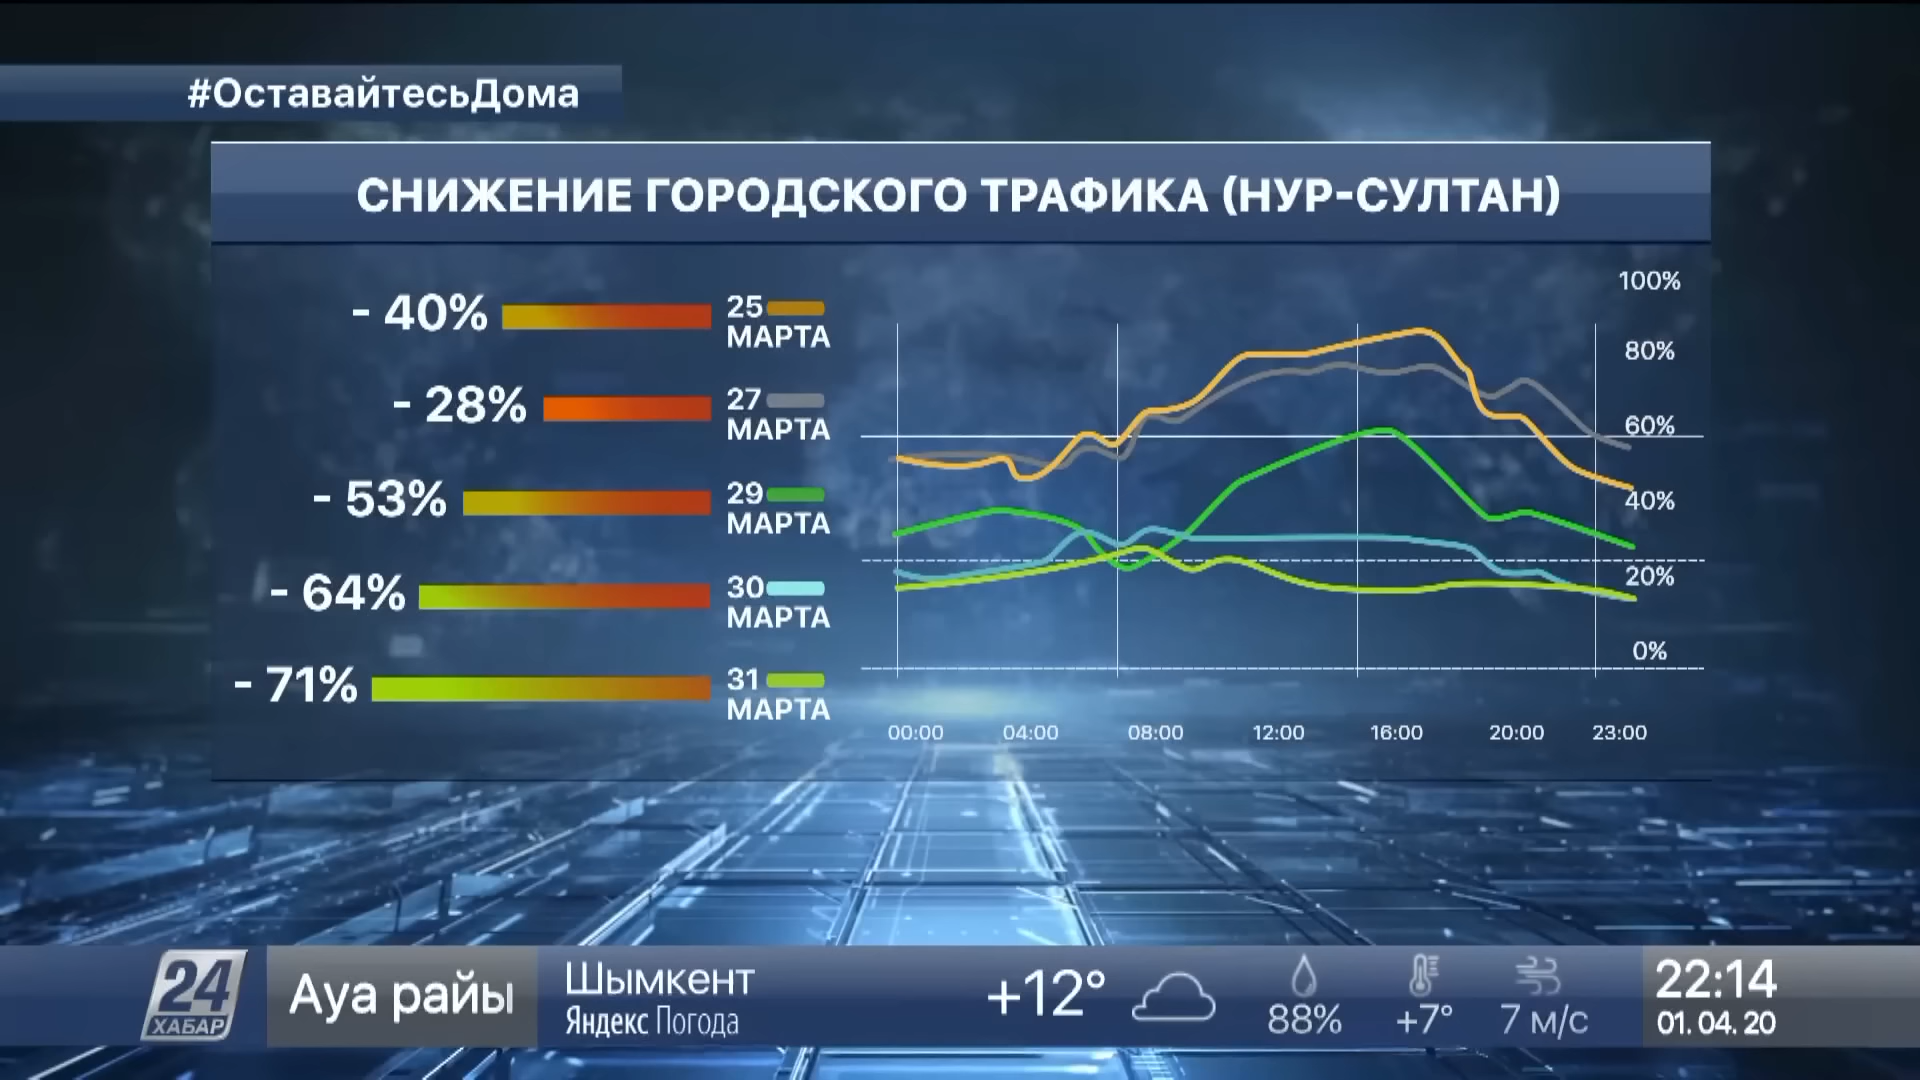 #ОставайтесьДома
СНИЖЕНИЕ ГОРОДСКОГО ТРАФИКА (НУР-СУЛТАН)
- 40%
25
МАРТА
- 28%
27
МАРТА
- 53%
29
МАРТА
- 64%
30
МАРТА
- 71%
31
МАРТА
100%
80%
60%
40%
20%
0%
00:00 04:00 08:00 12:00 16:00 20:00 23:00
24
ХАБАР
Ауа райы
Шымкент
Яндекс Погода
+12°
88%
+7°
7 м/с
22:14
01. 04. 20